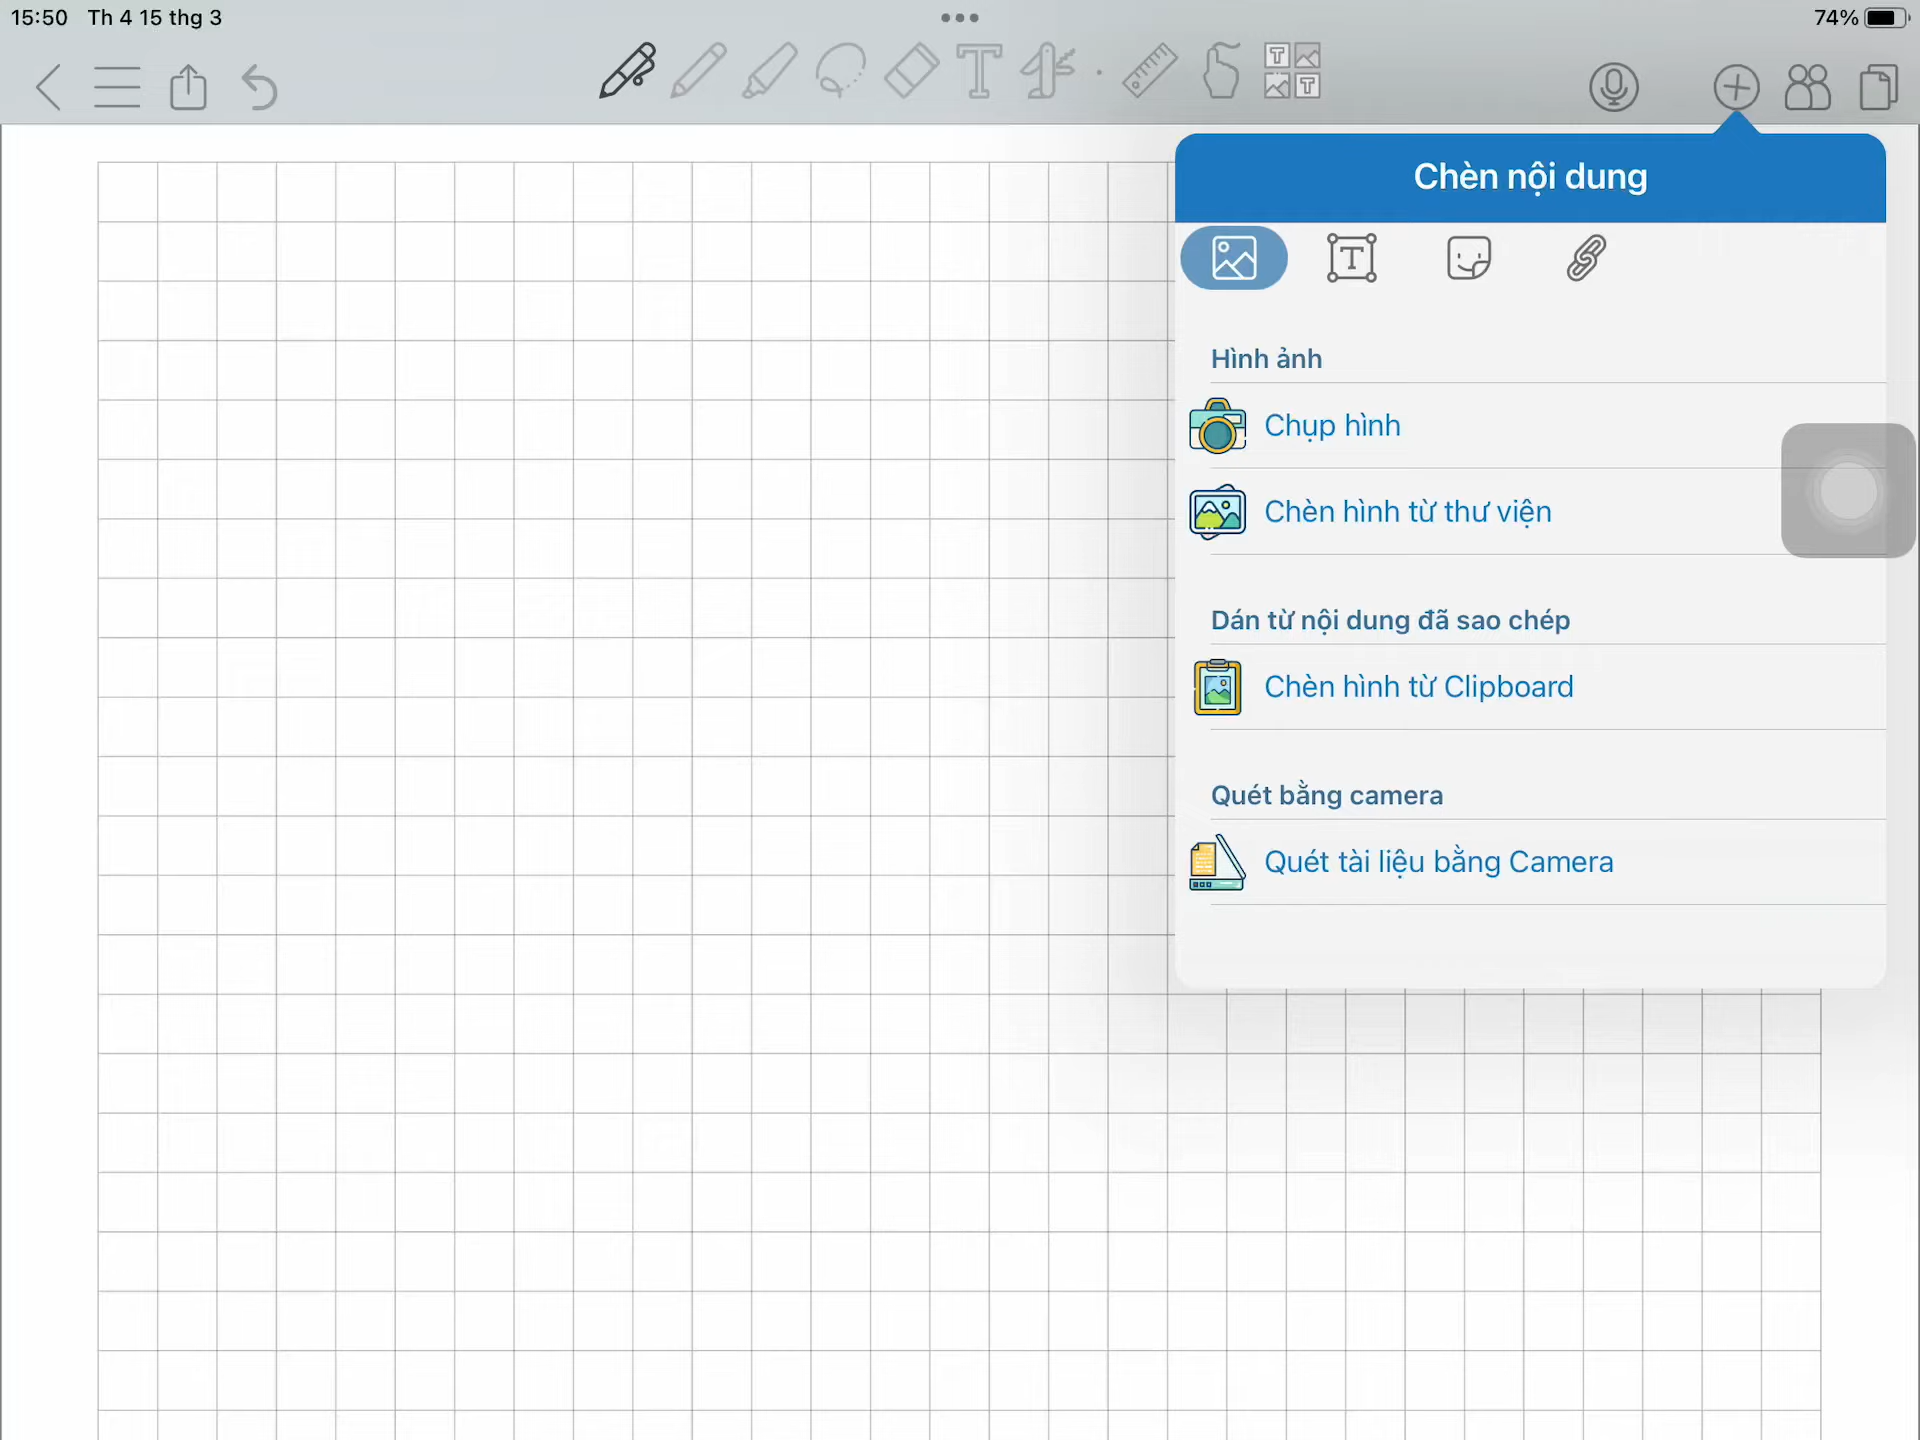 15:50 Th 4 15 thg 3
74%
Chèn nội dung
Hình ảnh
Chụp hình
Chèn hình từ thư viện
Dán từ nội dung đã sao chép
Chèn hình từ Clipboard
Quét bằng camera
Quét tài liệu bằng Camera